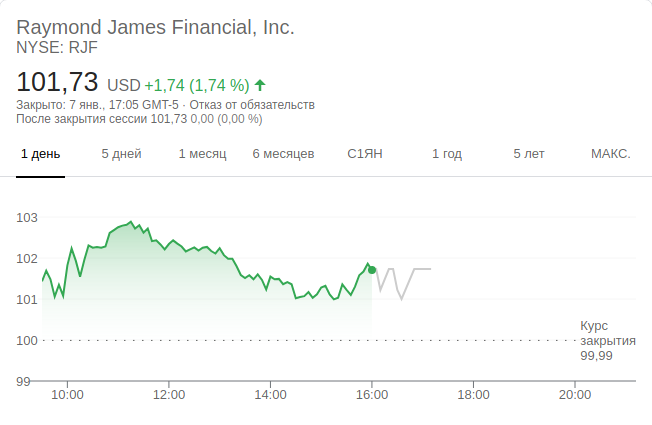 Raymond James Financial, Inc.
NYSE: RJF
101,73 USD +1,74 (1,74 %)
Закрыто: 7 янв., 17:05 GMT-5 · Отказ от обязательств
После закрытия сессии 101,73 0,00 (0,00 %)
1 день 5 дней 1 месяц 6 месяцев С1ЯН 1 год 5 лет МАКС.
103
102
101
Курс
100 закрытия
99,99
99
10:00 12:00 14:00 16:00 18:00 20:00